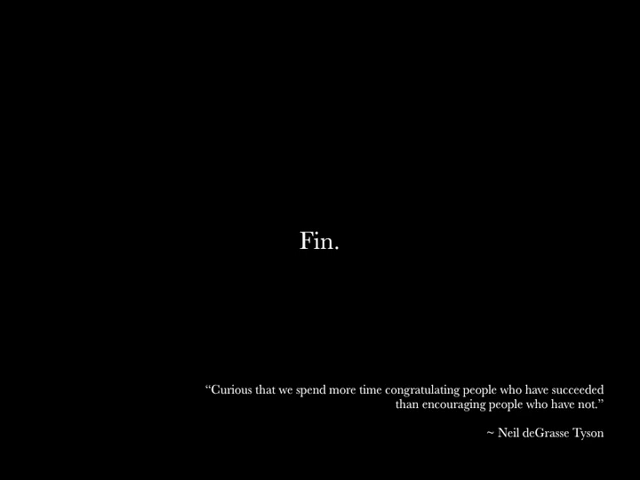 Fin.
“Curious that we spend more time congratulating people who have succeeded
than encouraging people who have not.”
~ Neil deGrasse Tyson